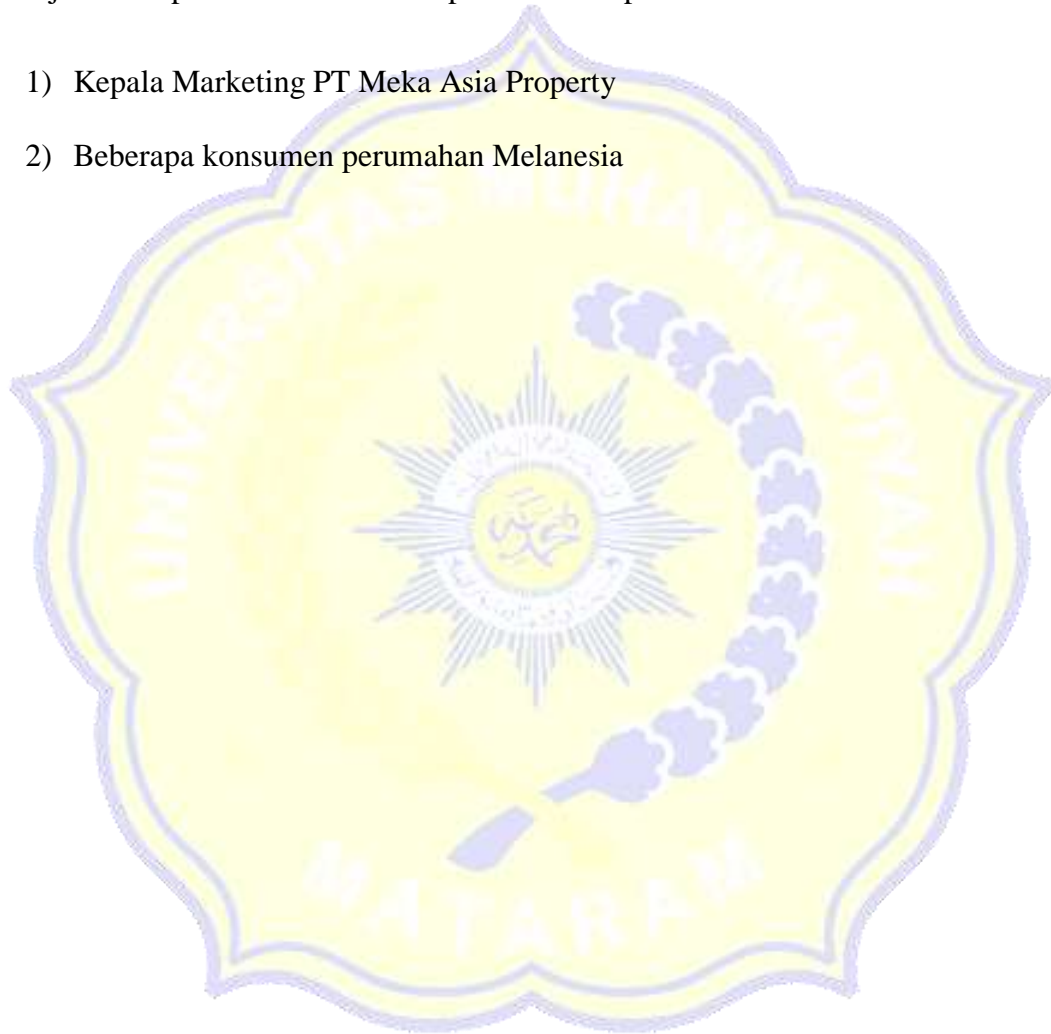 1) Kepala Marketing PT Meka Asia Property
2) Beberapa konsumen perumahan Melanesia
UNIVERSITAS MUHAMMADIYAH
MATARAM